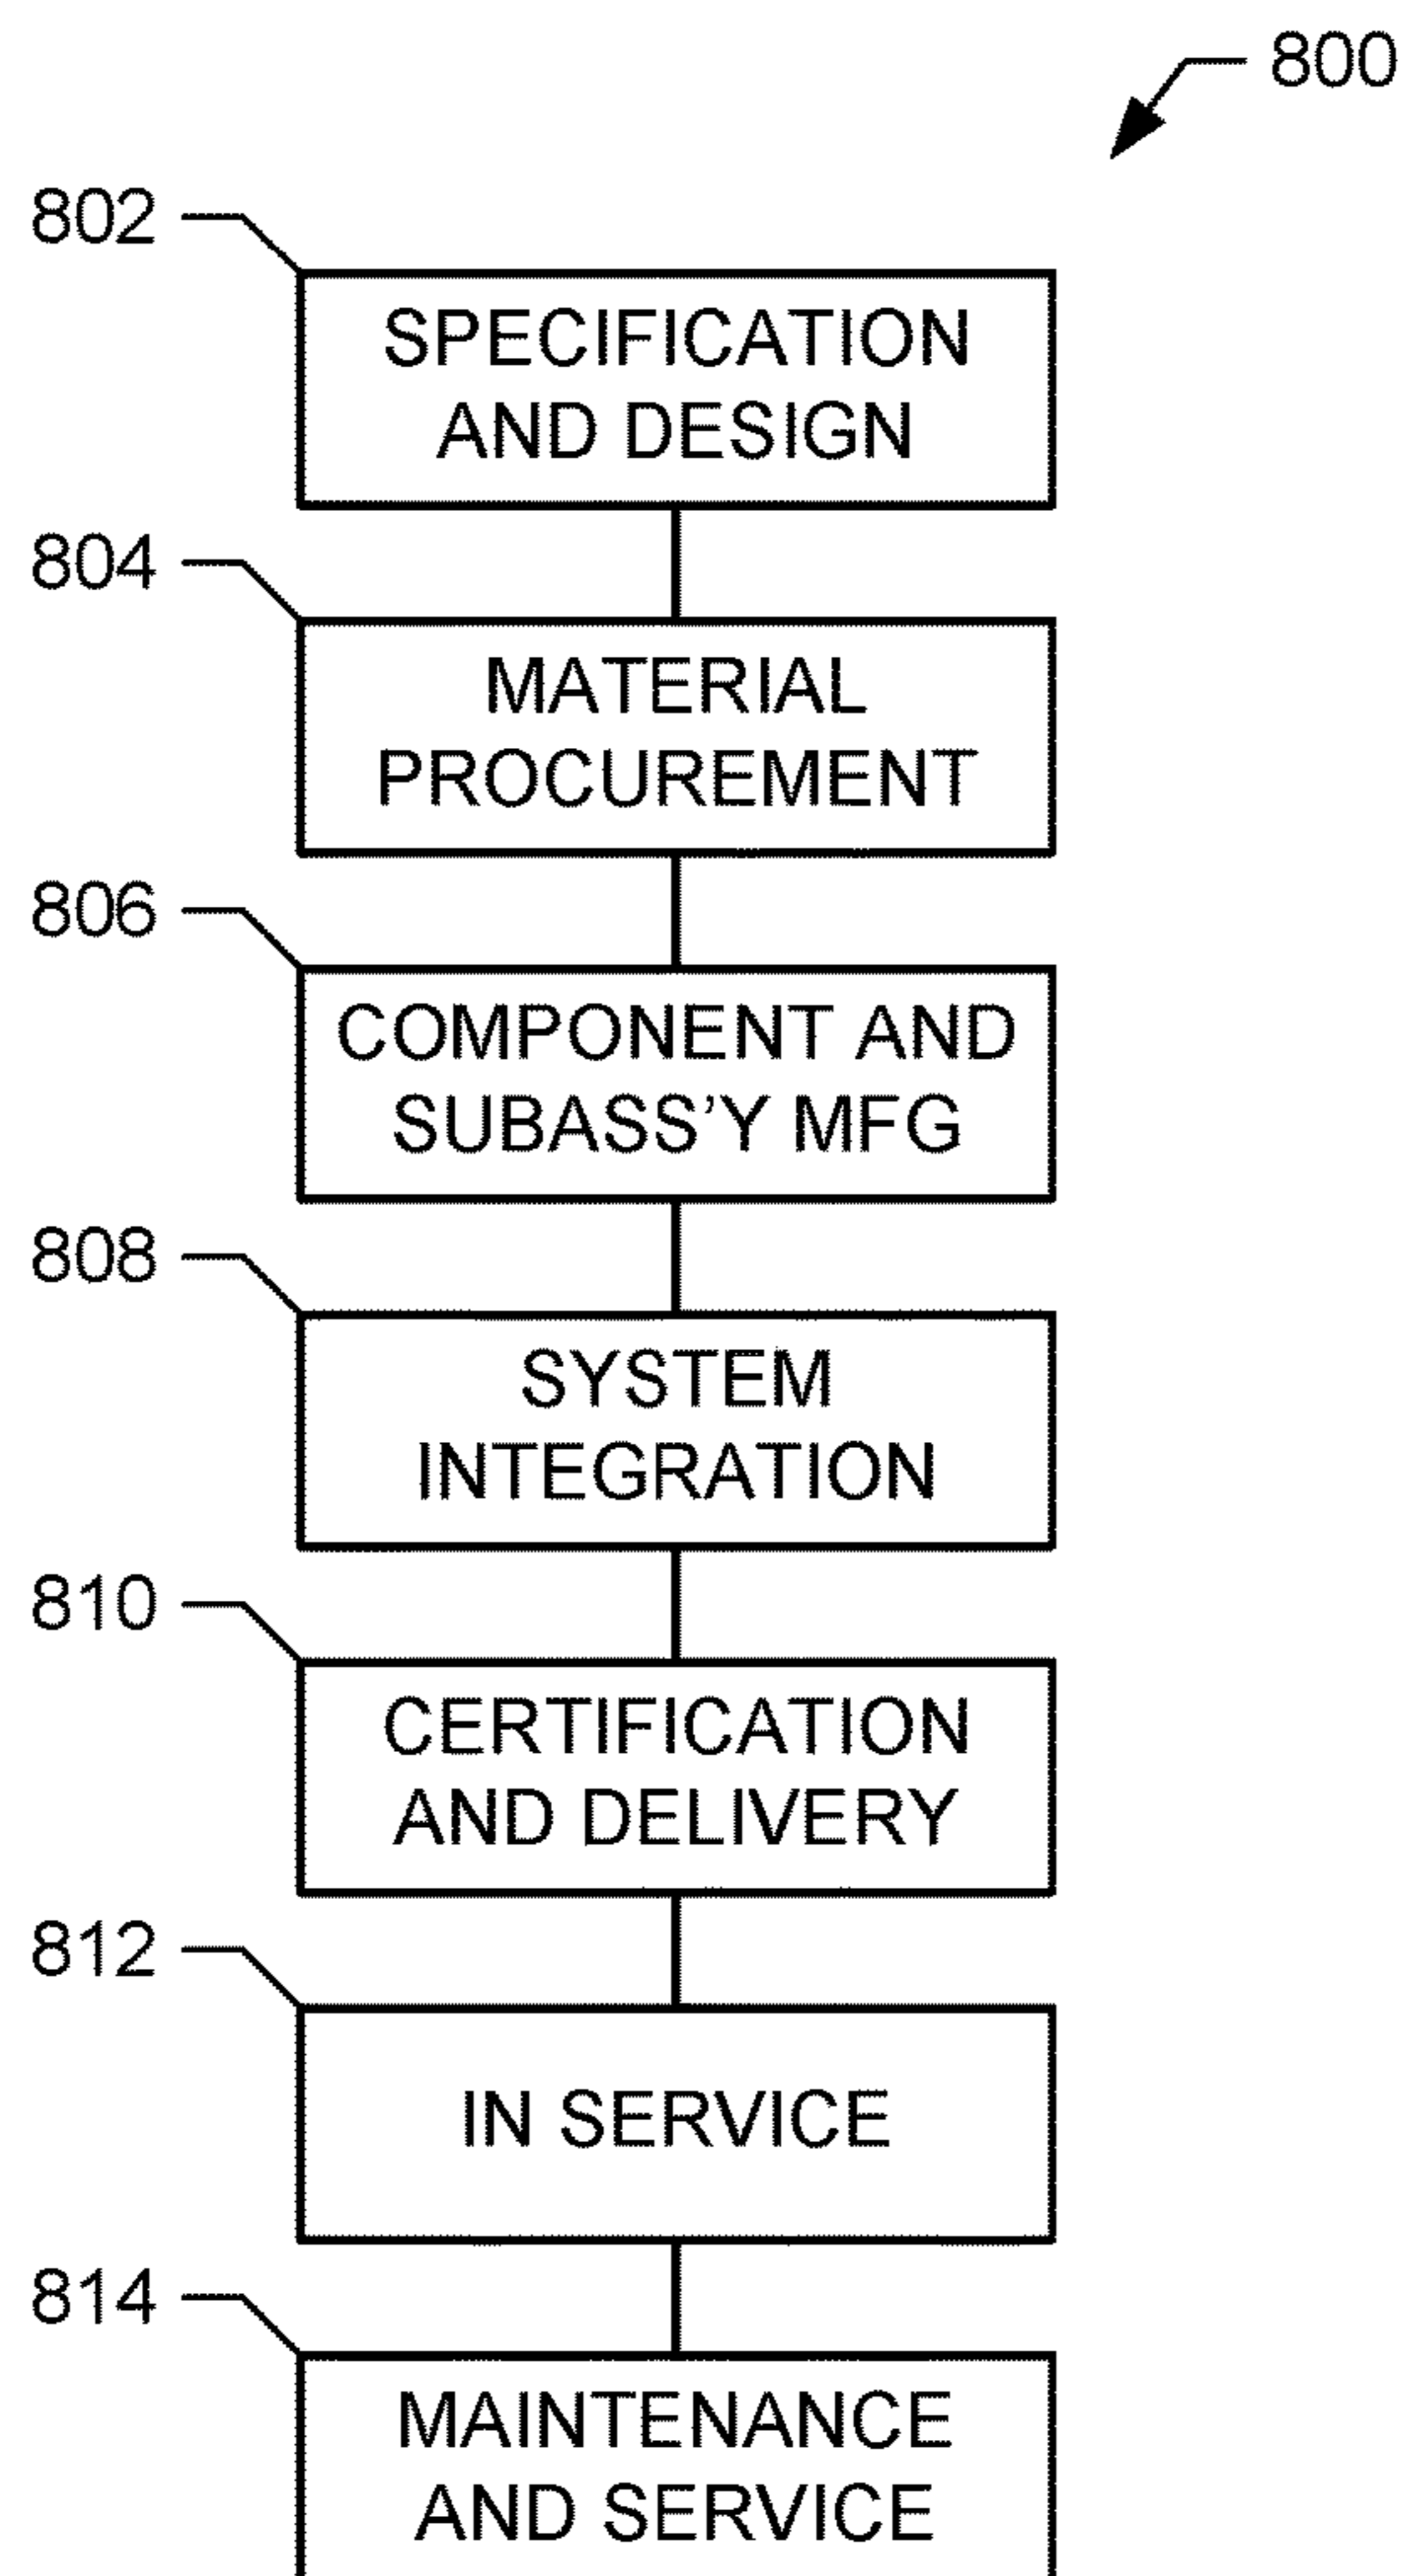 800
802
SPECIFICATION
AND DESIGN
804
MATERIAL
PROCUREMENT
806
COMPONENT AND
SUBASS’Y MFG
808
SYSTEM
INTEGRATION
810
CERTIFICATION
AND DELIVERY
812
IN SERVICE
814
MAINTENANCE
AND SERVICE